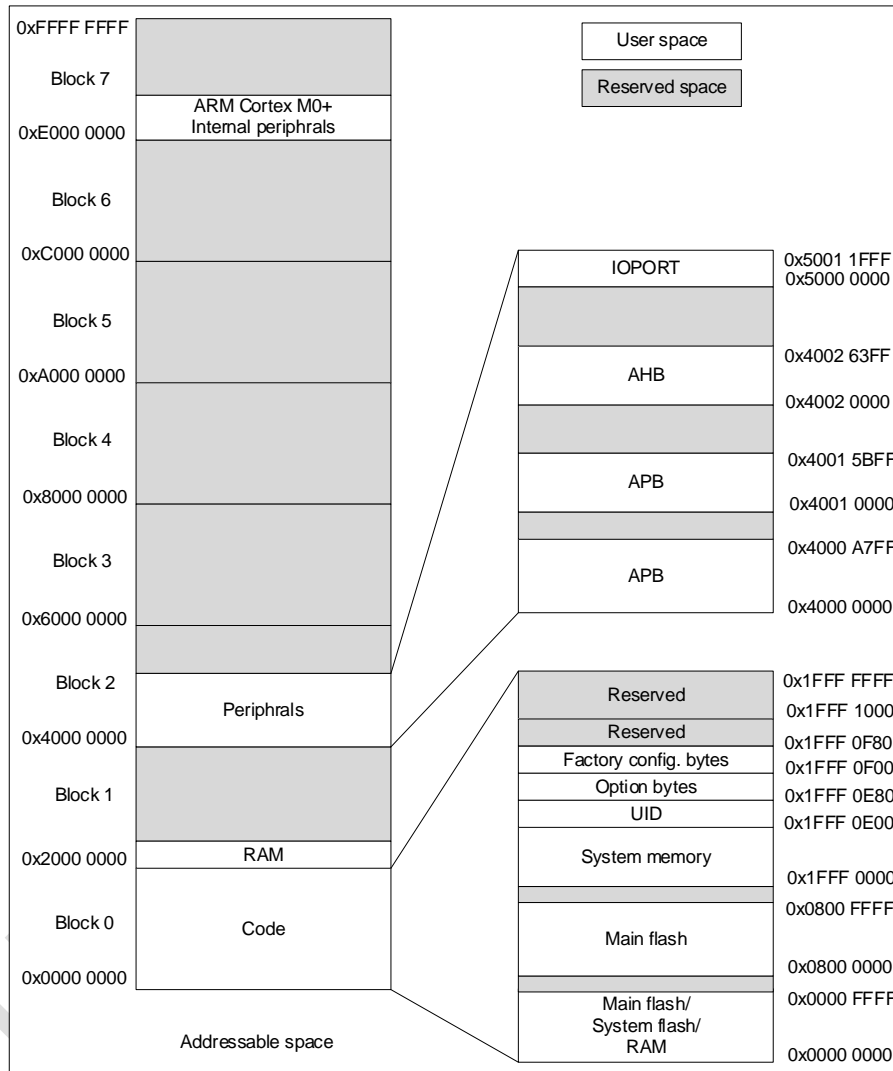 0xFFFF FFFF
Block 7
ARM Cortex M0+
Internal periphrals
0xE000 0000
Block 6
0xC000 0000
Block 5
0xA000 0000
Block 4
0x8000 0000
Block 3
0x6000 0000
Block 2
Periphrals
0x4000 0000
Block 1
0x2000 0000
RAM
Block 0
Code
0x0000 0000
Addressable space
User space
Reserved space
IOPORT
0x5001 1FFF
0x5000 0000
0x4002 63FF
AHB
0x4002 0000
0x4001 5BFF
APB
0x4001 0000
0x4000 A7FF
APB
0x4000 0000
0x1FFF FFFF
Reserved
0x1FFF 1000
Reserved
0x1FFF 0F80
Factory config. bytes
0x1FFF 0F00
Option bytes
0x1FFF 0E80
UID
0x1FFF 0E00
System memory
0x1FFF 0000
0x0800 FFFF
Main flash
0x0800 0000
0x0000 FFFF
Main flash/
System flash/
RAM
0x0000 0000